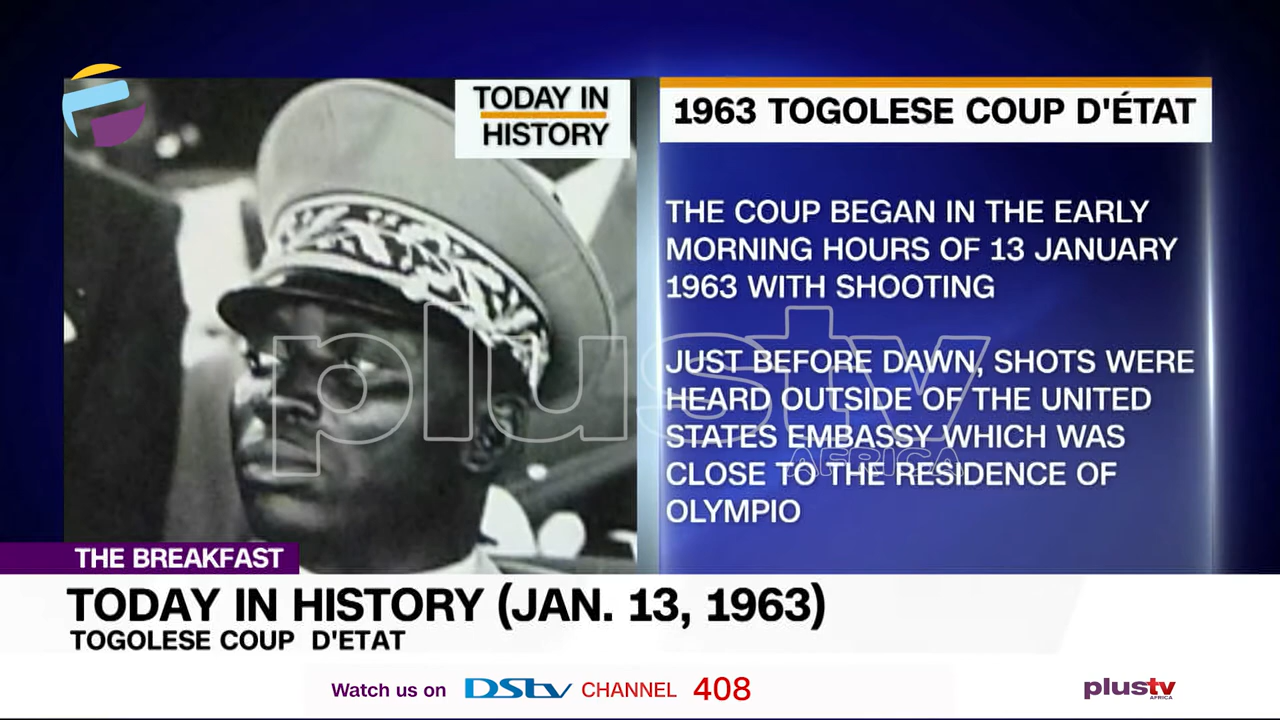 TODAY IN
HISTORY
1963 TOGOLESE COUP D'ÉTAT
THE COUP BEGAN IN THE EARLY
MORNING HOURS OF 13 JANUARY
1963 WITH SHOOTING
JUST BEFORE DAWN, SHOTS WERE
HEARD OUTSIDE OF THE UNITED
STATES EMBASSY WHICH WAS
CLOSE TO THE RESIDENCE OF
OLYMPIO
plustv
AFRICA
THE BREAKFAST
TODAY IN HISTORY (JAN. 13, 1963)
TOGOLESE COUP D'ETAT
Watch us on DStv CHANNEL 408
plustv
AFRICA